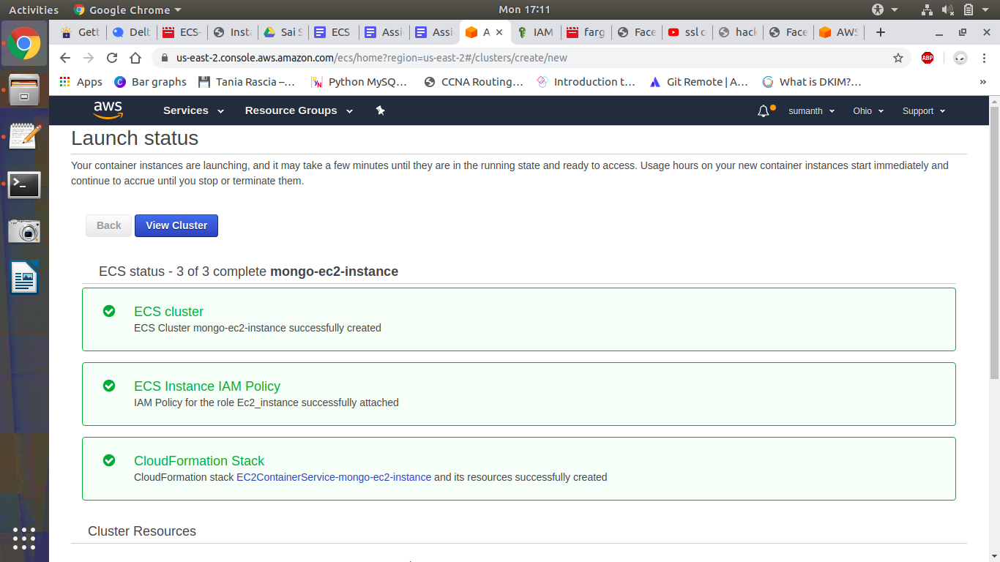 Activities Google Chrome Mon 17:11
Gett Delt ECS- Insta Sai S ECS Assi Assi A IAM farg Face ssl c hack Face AWS
us-east-2.console.aws.amazon.com/ecs/home?region=us-east-2#/clusters/create/new ABP
Apps Bar graphs Tania Rascia –... Python MySQ... CCNA Routing... Introduction t... Git Remote | A... What is DKIM?... »
aws Services Resource Groups sumanth Ohio Support
Launch status
Your container instances are launching, and it may take a few minutes until they are in the running state and ready to access. Usage hours on your new container instances start immediately and
continue to accrue until you stop or terminate them.
Back View Cluster
ECS status - 3 of 3 complete mongo-ec2-instance
ECS cluster
ECS Cluster mongo-ec2-instance successfully created
ECS Instance IAM Policy
IAM Policy for the role Ec2_instance successfully attached
CloudFormation Stack
CloudFormation stack EC2ContainerService-mongo-ec2-instance and its resources successfully created
Cluster Resources